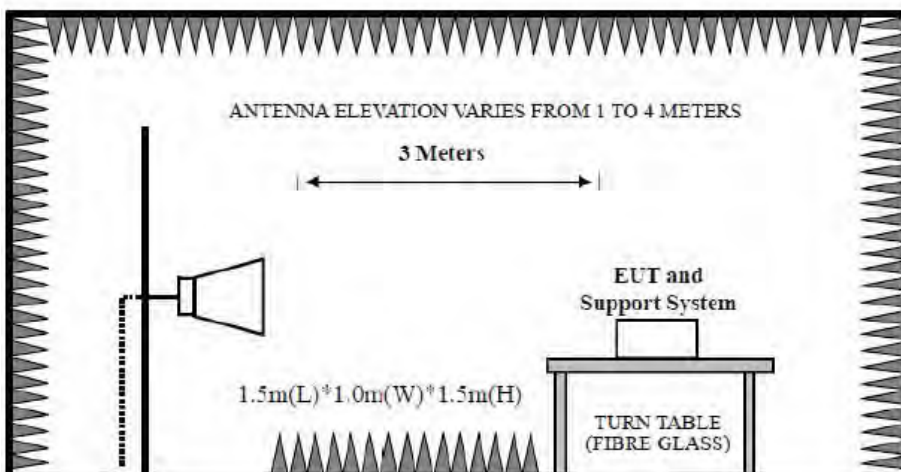 ANTENNA ELEVATION VARIES FROM 1 TO 4 METERS
3 Meters
EUT and
Support System
1.5m(L)*1.0m(W)*1.5m(H)
TURN TABLE
(FIBRE GLASS)